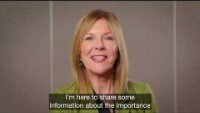 I'm here to share some
information about the importance